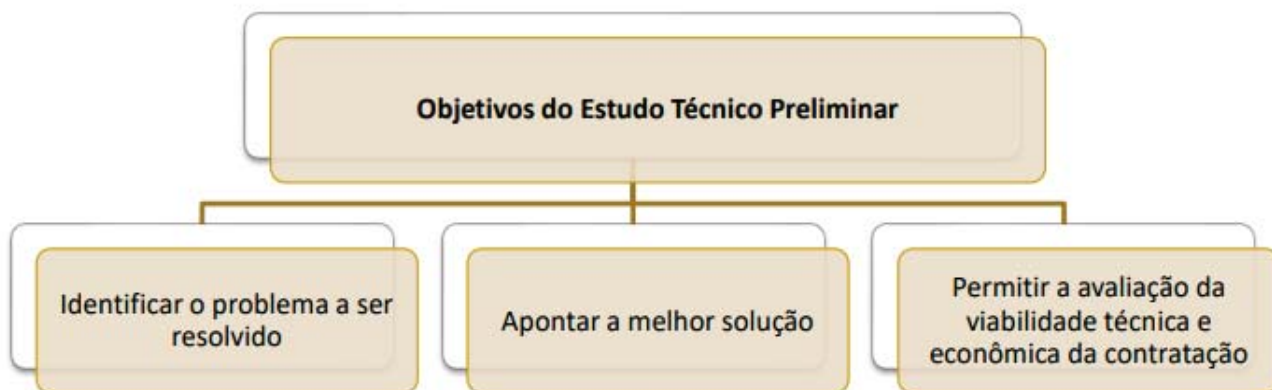 Objetivos do Estudo Técnico Preliminar
Identificar o problema a ser
resolvido
Apontar a melhor solução
Permitir a avaliação da
viabilidade técnica e
econômica da contratação